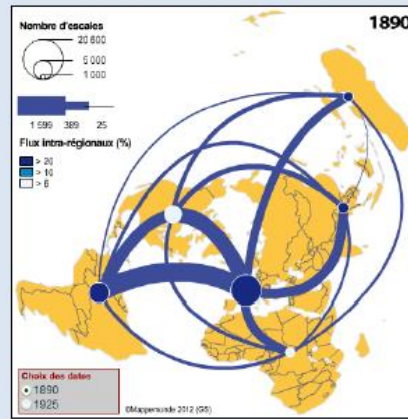 Nombre d'escales
1890
20 600
5 000
1 000
1 599 389 25
Flux intra-régionaux (%)
> 20
> 10
> 6
Choix des dates
1890
1925
©Mappemonde 2012 (GS)